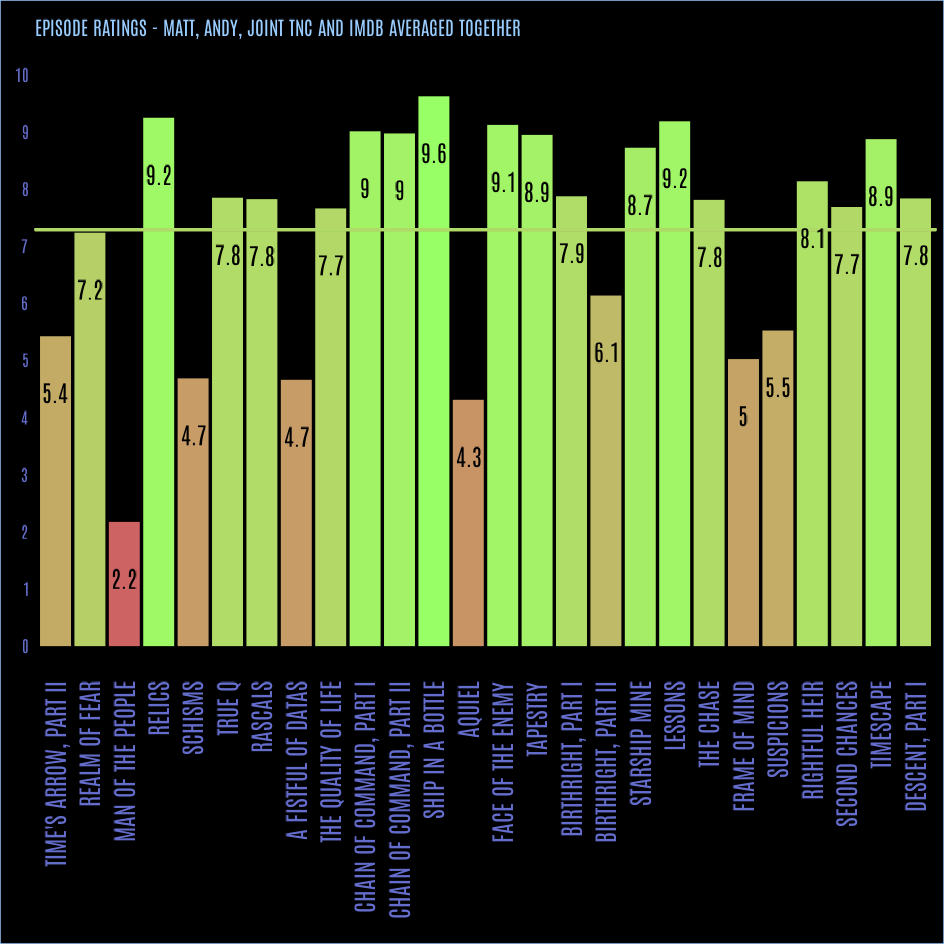 EPISODE RATINGS - MATT, ANDY, JOINT TNC AND IMDB AVERAGED TOGETHER
10
9
8
7
6
5
4
3
2
1
0
5.4
7.2
2.2
9.2
4.7
7.8
7.8
4.7
7.7
9
9
9.6
4.3
9.1
8.9
7.9
6.1
8.7
9.2
7.8
5
5.5
8.1
7.7
8.9
7.8
TIME'S ARROW, PART II
REALM OF FEAR
MAN OF THE PEOPLE
RELICS
SCHISMS
TRUE Q
RASCALS
A FISTFUL OF DATAS
THE QUALITY OF LIFE
CHAIN OF COMMAND, PART I
CHAIN OF COMMAND, PART II
SHIP IN A BOTTLE
AQUIEL
FACE OF THE ENEMY
TAPESTRY
BIRTHRIGHT, PART I
BIRTHRIGHT, PART II
STARSHIP MINE
LESSONS
THE CHASE
FRAME OF MIND
SUSPICIONS
RIGHTFUL HEIR
SECOND CHANCES
TIMESCAPE
DESCENT, PART I